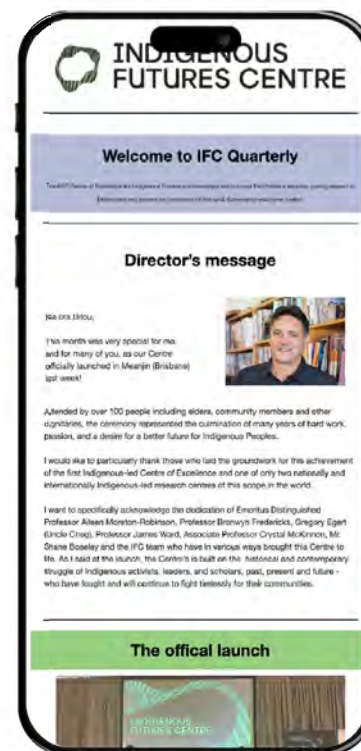 INDIGENOUS
FUTURES CENTRE
Welcome to IFC Quarterly
Director's message
Kia ora tātou,
This month was very special for me
and for many of you, as our Centre
officially launched in Meanjin (Brisbane)
last week!
Attended by over 100 people including elders, community members and other
dignitaries, the ceremony represented the culmination of many years of hard work,
passion, and a desire for a better future for Indigenous Peoples.
I would like to particularly thank those who laid the groundwork for this achievement
of the first Indigenous-led Centre of Excellence and one of only two nationally and
internationally Indigenous-led research centres of this scope in the world.
I want to specifically acknowledge the dedication of Emeritus Distinguished
Professor Aileen Moreton-Robinson, Professor Bronwyn Fredericks, Gregory Egert
(Uncle Cheg), Professor James Ward, Associate Professor Crystal McKinnon, Mr
Shane Boseley and the IFC team who have in various ways brought this Centre to
life. As I said at the launch, the Centre's is built on the historical and contemporary
struggle of Indigenous activists, leaders, and scholars, past, present and future -
who have fought and will continue to fight tirelessly for their communities.
The offical launch
INDIGENOUS
FUTURES CENTRE